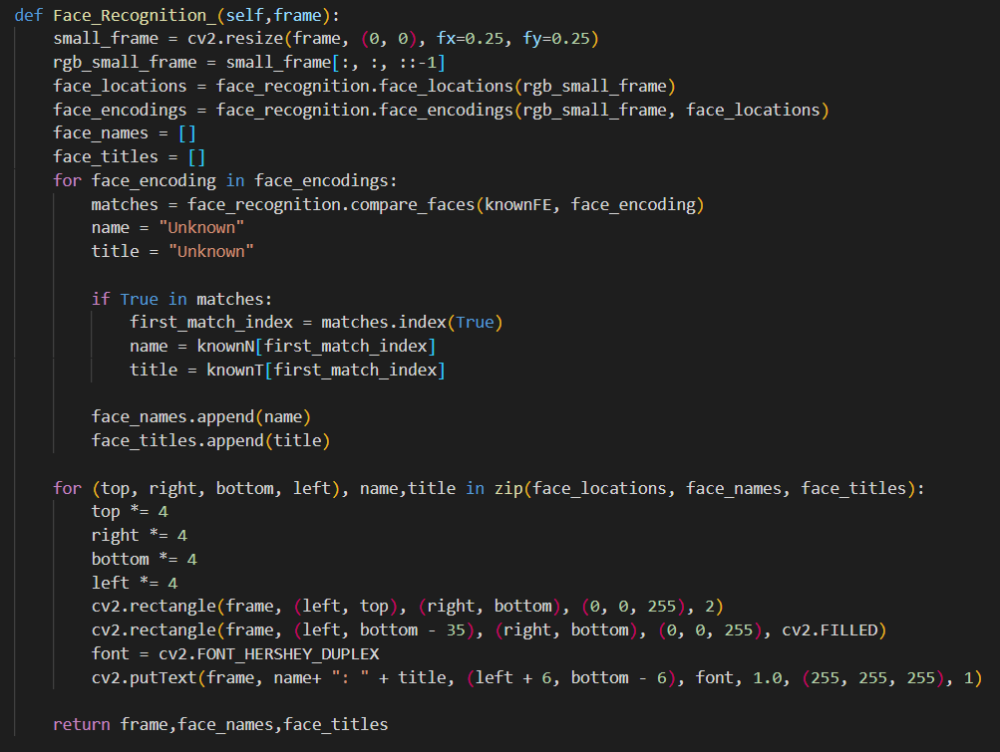 def Face_Recognition_(self,frame):
    small_frame = cv2.resize(frame, (0, 0), fx=0.25, fy=0.25)
    rgb_small_frame = small_frame[:, :, ::-1]
    face_locations = face_recognition.face_locations(rgb_small_frame)
    face_encodings = face_recognition.face_encodings(rgb_small_frame, face_locations)
    face_names = []
    face_titles = []
    for face_encoding in face_encodings:
        matches = face_recognition.compare_faces(knownFE, face_encoding)
        name = "Unknown"
        title = "Unknown"

        if True in matches:
            first_match_index = matches.index(True)
            name = knownN[first_match_index]
            title = knownT[first_match_index]

        face_names.append(name)
        face_titles.append(title)

    for (top, right, bottom, left), name,title in zip(face_locations, face_names, face_titles):
        top *= 4
        right *= 4
        bottom *= 4
        left *= 4
        cv2.rectangle(frame, (left, top), (right, bottom), (0, 0, 255), 2)
        cv2.rectangle(frame, (left, bottom - 35), (right, bottom), (0, 0, 255), cv2.FILLED)
        font = cv2.FONT_HERSHEY_DUPLEX
        cv2.putText(frame, name+ ": " + title, (left + 6, bottom - 6), font, 1.0, (255, 255, 255), 1)

    return frame,face_names,face_titles